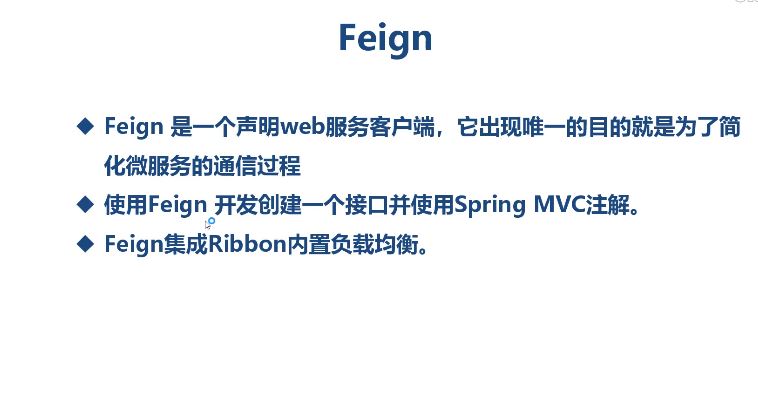 Feign
◆ Feign 是一个声明web服务客户端，它出现唯一的目的就是为了简
化微服务的通信过程
◆ 使用Feign 开发创建一个接口并使用Spring MVC注解。
◆ Feign集成Ribbon内置负载均衡。